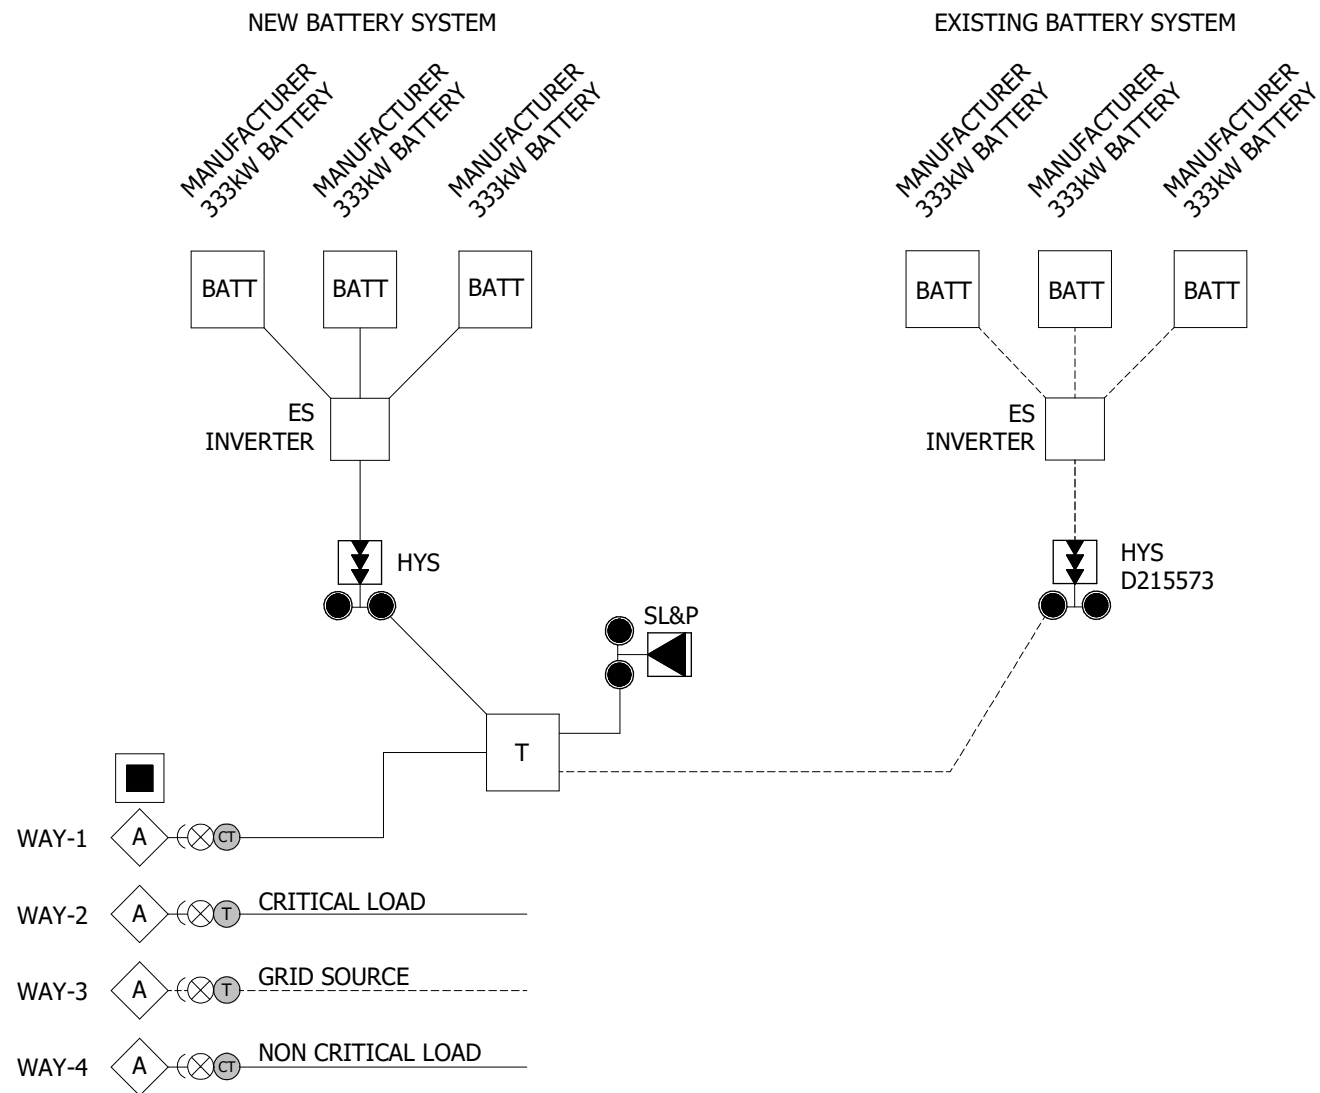 NEW BATTERY SYSTEM
EXISTING BATTERY SYSTEM
MANUFACTURER
333kW BATTERY
MANUFACTURER
333kW BATTERY
MANUFACTURER
333kW BATTERY
MANUFACTURER
333kW BATTERY
MANUFACTURER
333kW BATTERY
MANUFACTURER
333kW BATTERY
BATT
BATT
BATT
BATT
BATT
BATT
ES
INVERTER
ES
INVERTER
HYS
HYS
D215573
SL&P
T
WAY-1
A
CT
WAY-2
A
T
CRITICAL LOAD
WAY-3
A
T
GRID SOURCE
WAY-4
A
CT
NON CRITICAL LOAD